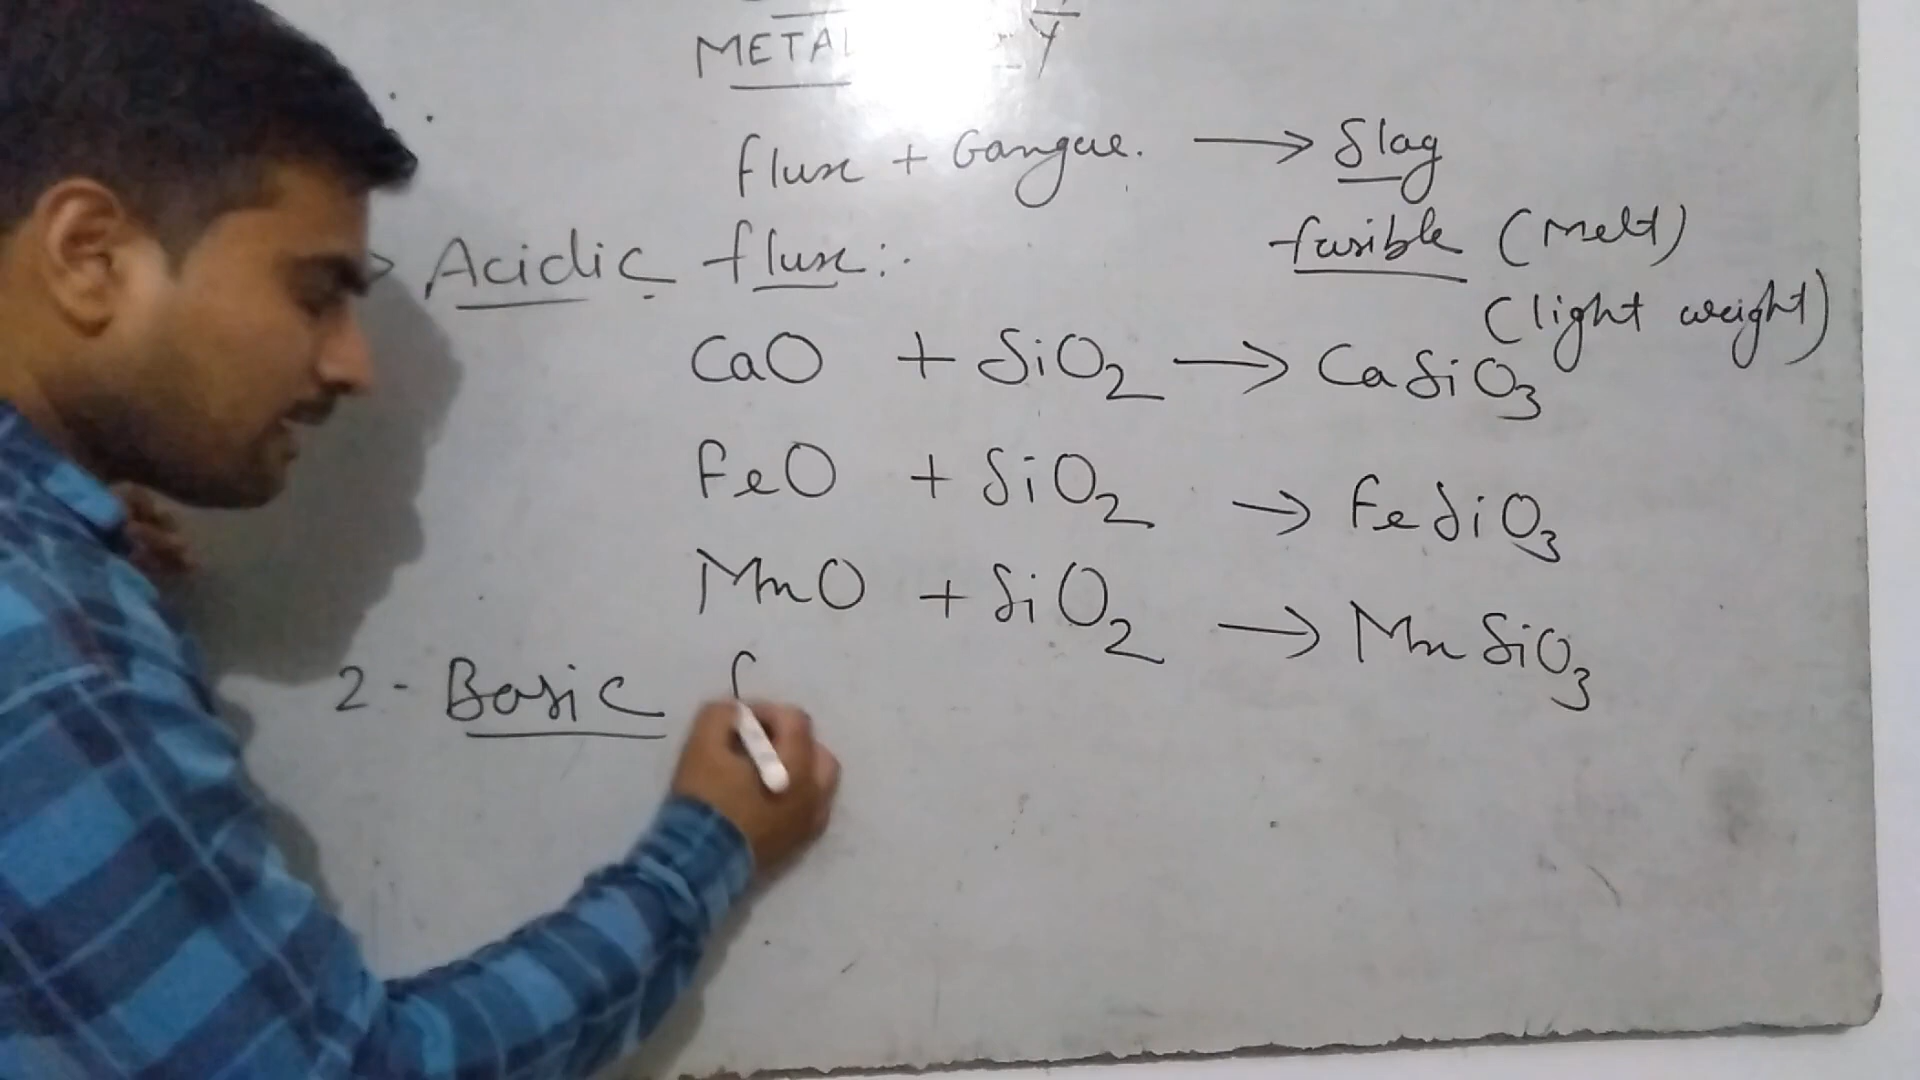 flux + Gangue. → Slag
fusible (Melt)
(light weight)
Acidic flux:.
CaO + SiO₂ → CaSiO₃
FeO + SiO₂ → FeSiO₃
MnO + SiO₂ → MnSiO₃
2- Basic f